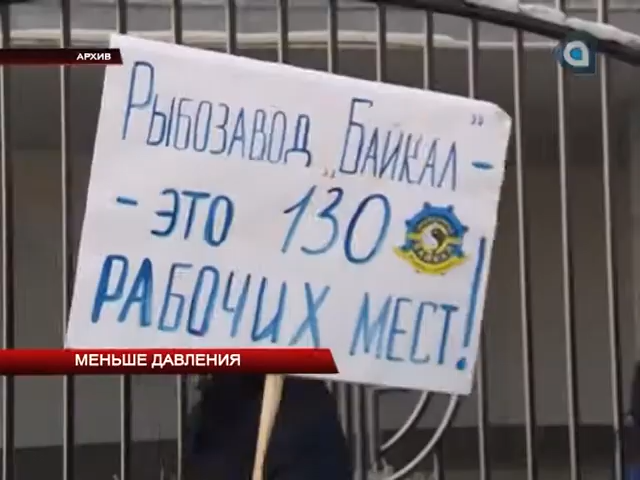 АРХИВ
РЫБОЗАВОД „БАЙКАЛ” -
- ЭТО 130
РАБОЧИХ МЕСТ!
МЕНЬШЕ ДАВЛЕНИЯ